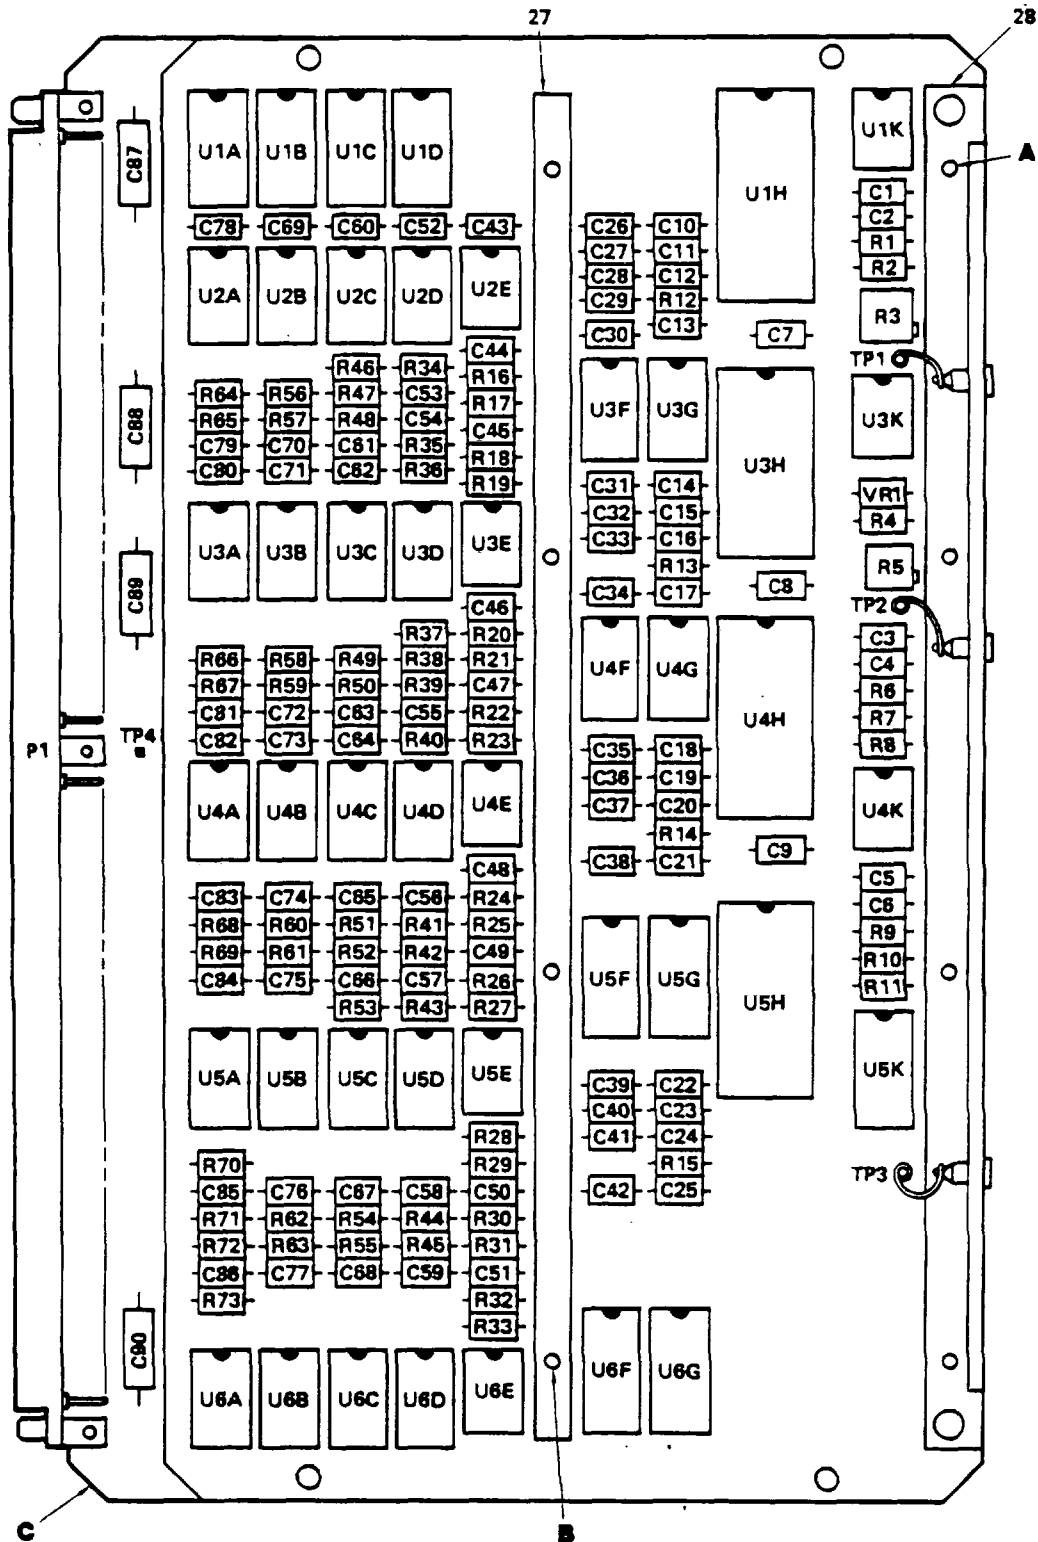 27 28
U1A U1B U1C U1D U1H U1K
C87
A
C1
C78 C69 C60 C52 C43 C26 C10 C2
C27 C11 R1
U2A U2B U2C U2D U2E C28 C12 R2
C29 R12
C30 C13 C7 R3
C44 TP1
R46 R34 R16
R64 R56 R47 C53 R17 U3F U3G U3H U3K
R65 R57 R48 C54 C45
C88
C79 C70 C61 R35 R18
C80 C71 C62 R36 R19
C31 C14 VR1
C32 C15 R4
U3A U3B U3C U3D U3E C33 C16
R13 R5
C89
C34 C17 C8
C46 TP2
R37 R20 C3
R66 R58 R49 R38 R21 U4F U4G C4
R67 R59 R50 R39 C47 R6
C81 C72 C63 C55 R22 U4H R7
P1 TP4 C82 C73 C64 R40 R23 C35 C18 R8
C36 C19
U4A U4B U4C U4D U4E C37 C20 U4K
R14
C38 C21 C9
C48 C5
C83 C74 C65 C56 R24 C6
R68 R60 R51 R41 R25 R9
R69 R61 R52 R42 C49 R10
C84 C75 C66 C57 R26 U5F U5G U5H R11
R53 R43 R27
U5A U5B U5C U5D U5E C39 C22 U5K
C40 C23
R28 C41 C24
R70 R29 R15
TP3
C85 C76 C67 C58 C50 C42 C25
R71 R62 R54 R44 R30
R72 R63 R55 R45 R31
C86 C77 C68 C59 C51
R73 R32
R33
C90
U6A U6B U6C U6D U6E U6F U6G
C B